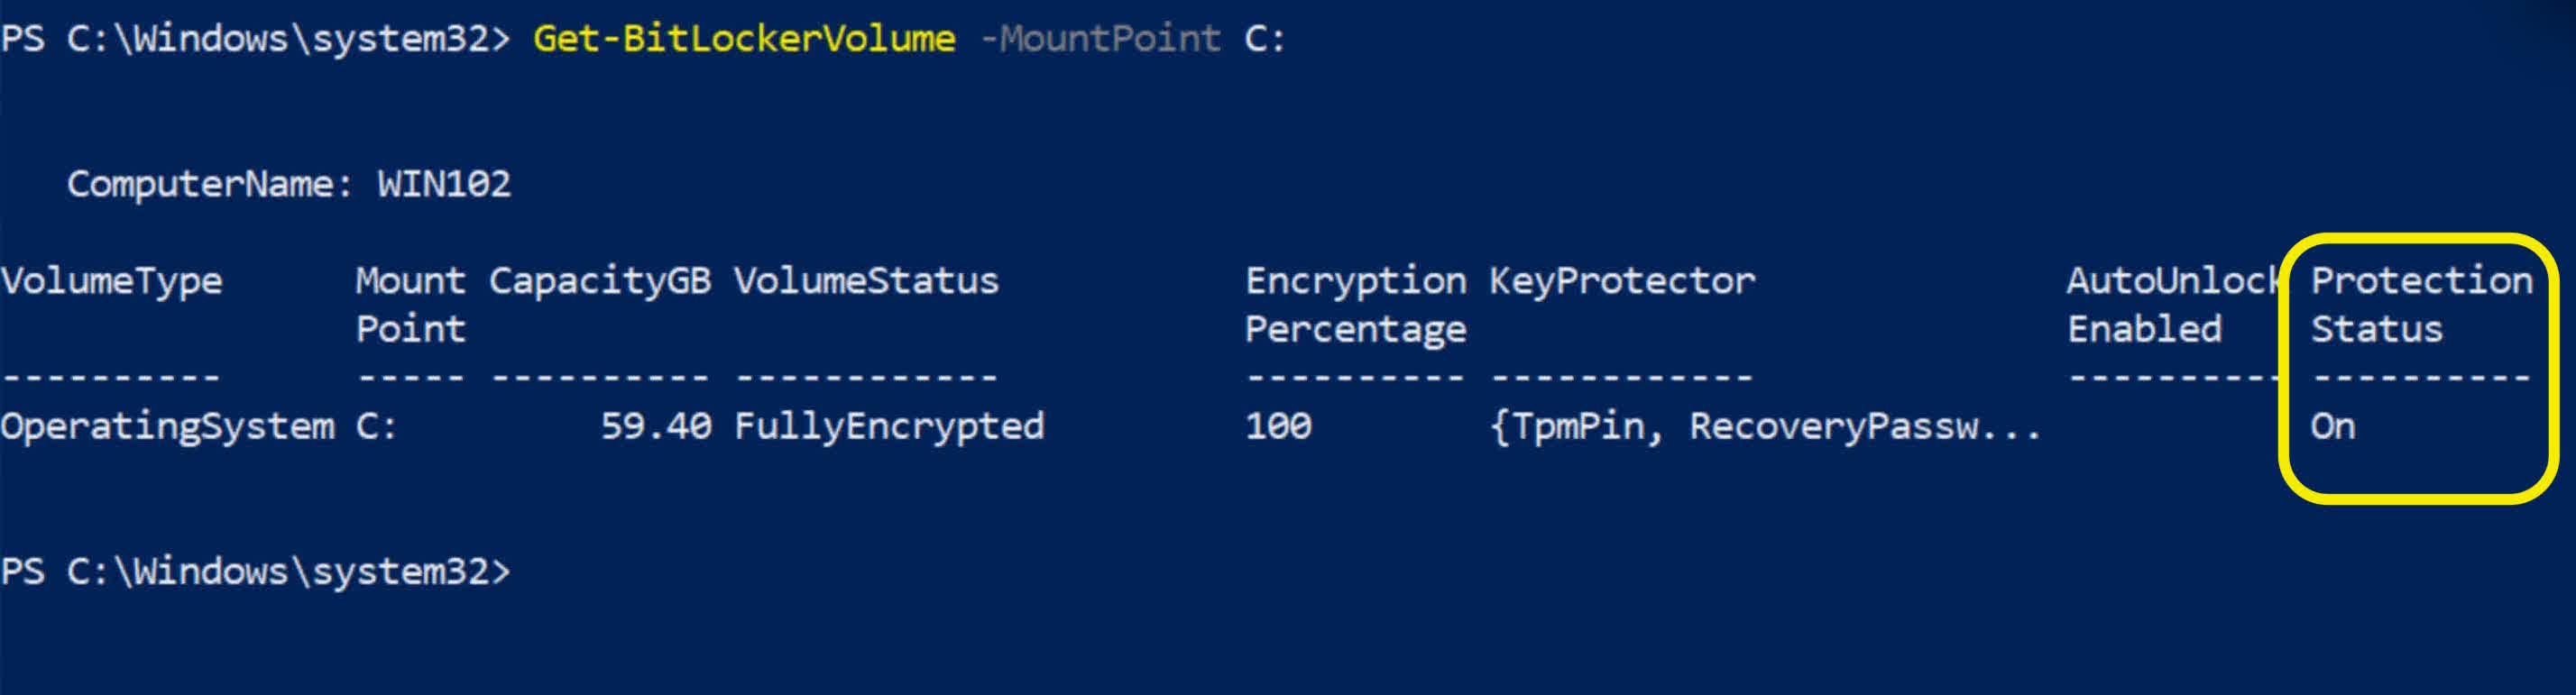 PS C:\Windows\system32> Get-BitLockerVolume -MountPoint C:
ComputerName: WIN102
VolumeType Mount CapacityGB VolumeStatus Encryption KeyProtector AutoUnlock Protection
Point Percentage Enabled Status
---------- ----- ---------- ------------ ---------- ------------ ---------- ----------
OperatingSystem C: 59.40 FullyEncrypted 100 {TpmPin, RecoveryPassw... On
PS C:\Windows\system32>